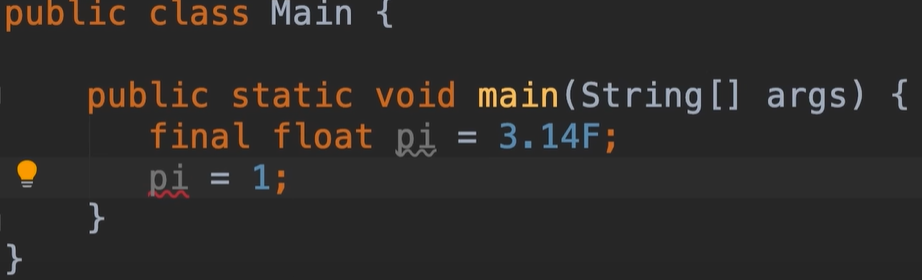 public class Main {
public static void main(String[] args) {
final float pi = 3.14F;
pi = 1;
}
}